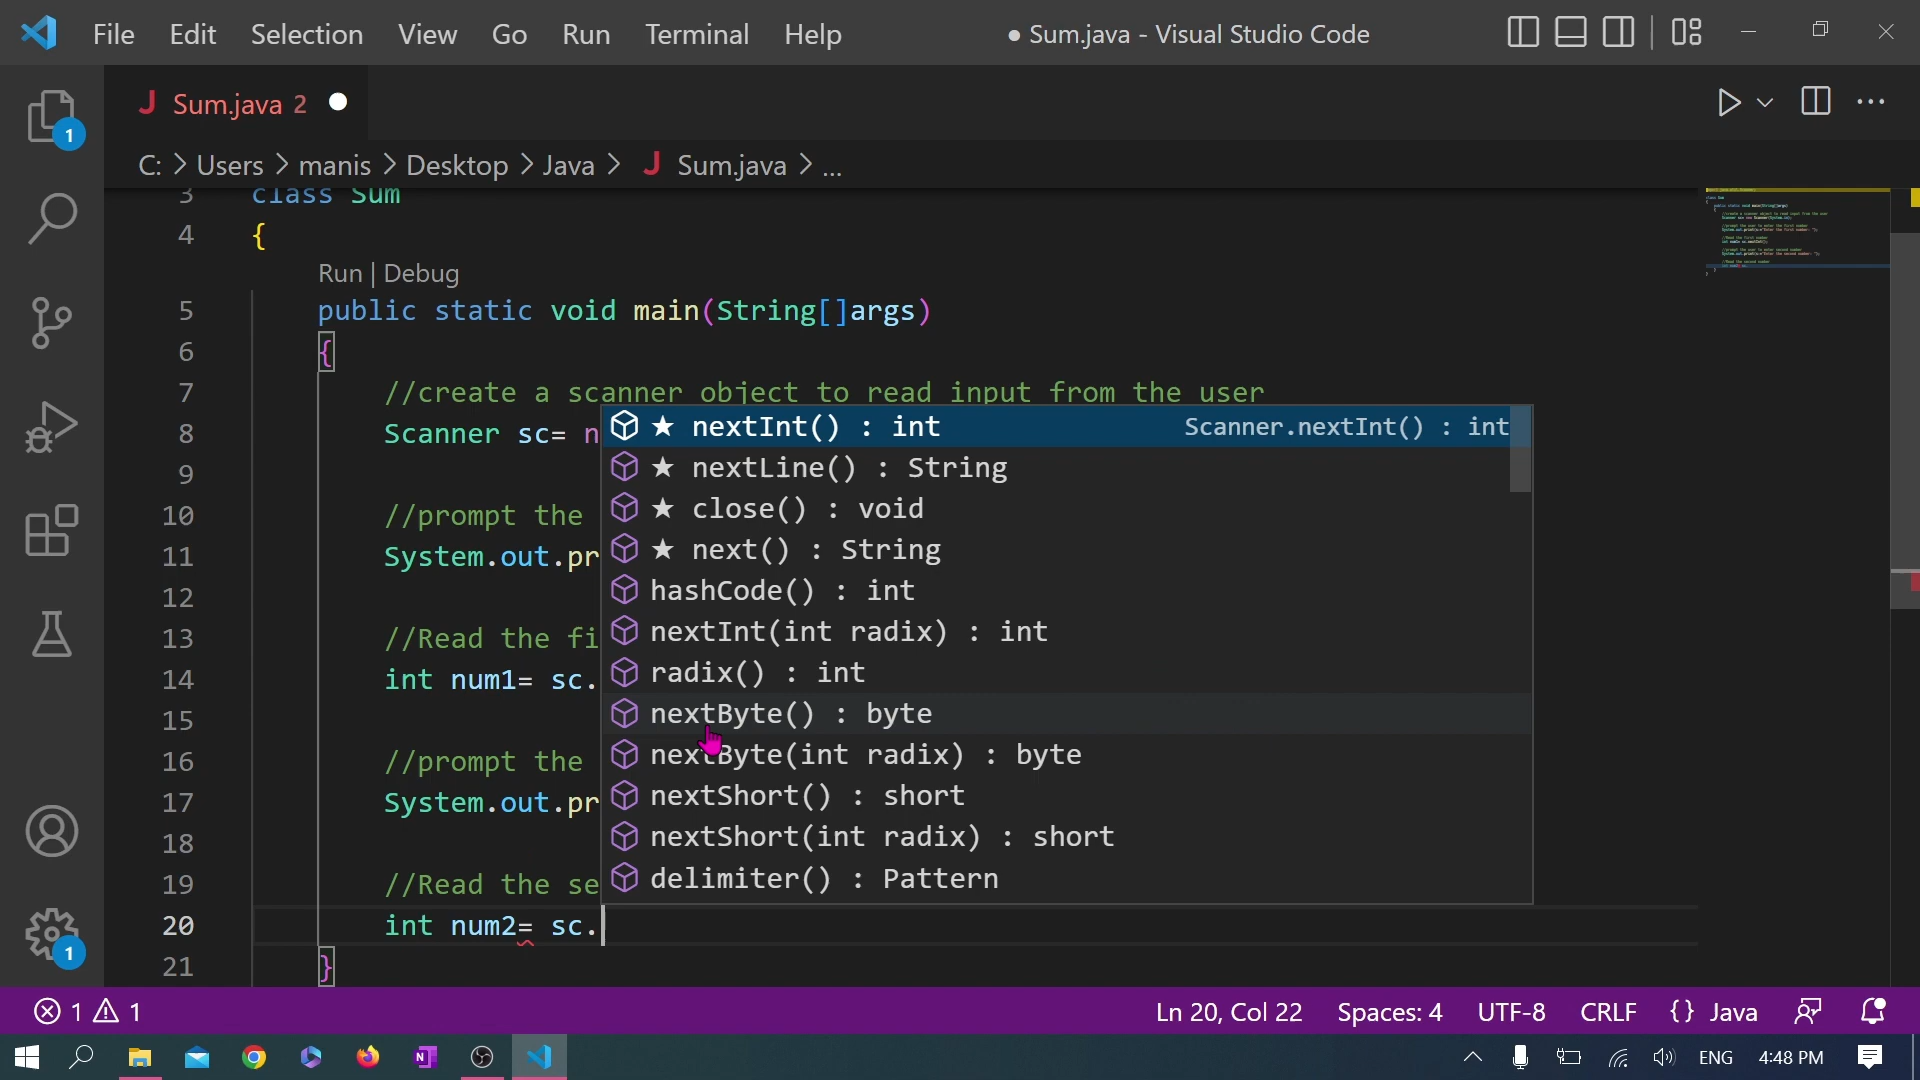 File Edit Selection View Go Run Terminal Help ● Sum.java - Visual Studio Code
J Sum.java 2
C: > Users > manis > Desktop > Java > J Sum.java > ...
3 class Sum
4 {
Run | Debug
5 public static void main(String[]args)
6 {
7 //create a scanner object to read input from the user
8 Scanner sc= n
9
10 //prompt the
11 System.out.pr
12
13 //Read the fi
14 int num1= sc.
15
16 //prompt the
17 System.out.pr
18
19 //Read the se
20 int num2= sc.
21 }
★ nextInt() : int Scanner.nextInt() : int
★ nextLine() : String
★ close() : void
★ next() : String
hashCode() : int
nextInt(int radix) : int
radix() : int
nextByte() : byte
nextByte(int radix) : byte
nextShort() : short
nextShort(int radix) : short
delimiter() : Pattern
1
1
1 1 Ln 20, Col 22 Spaces: 4 UTF-8 CRLF {} Java
N ENG 4:48 PM